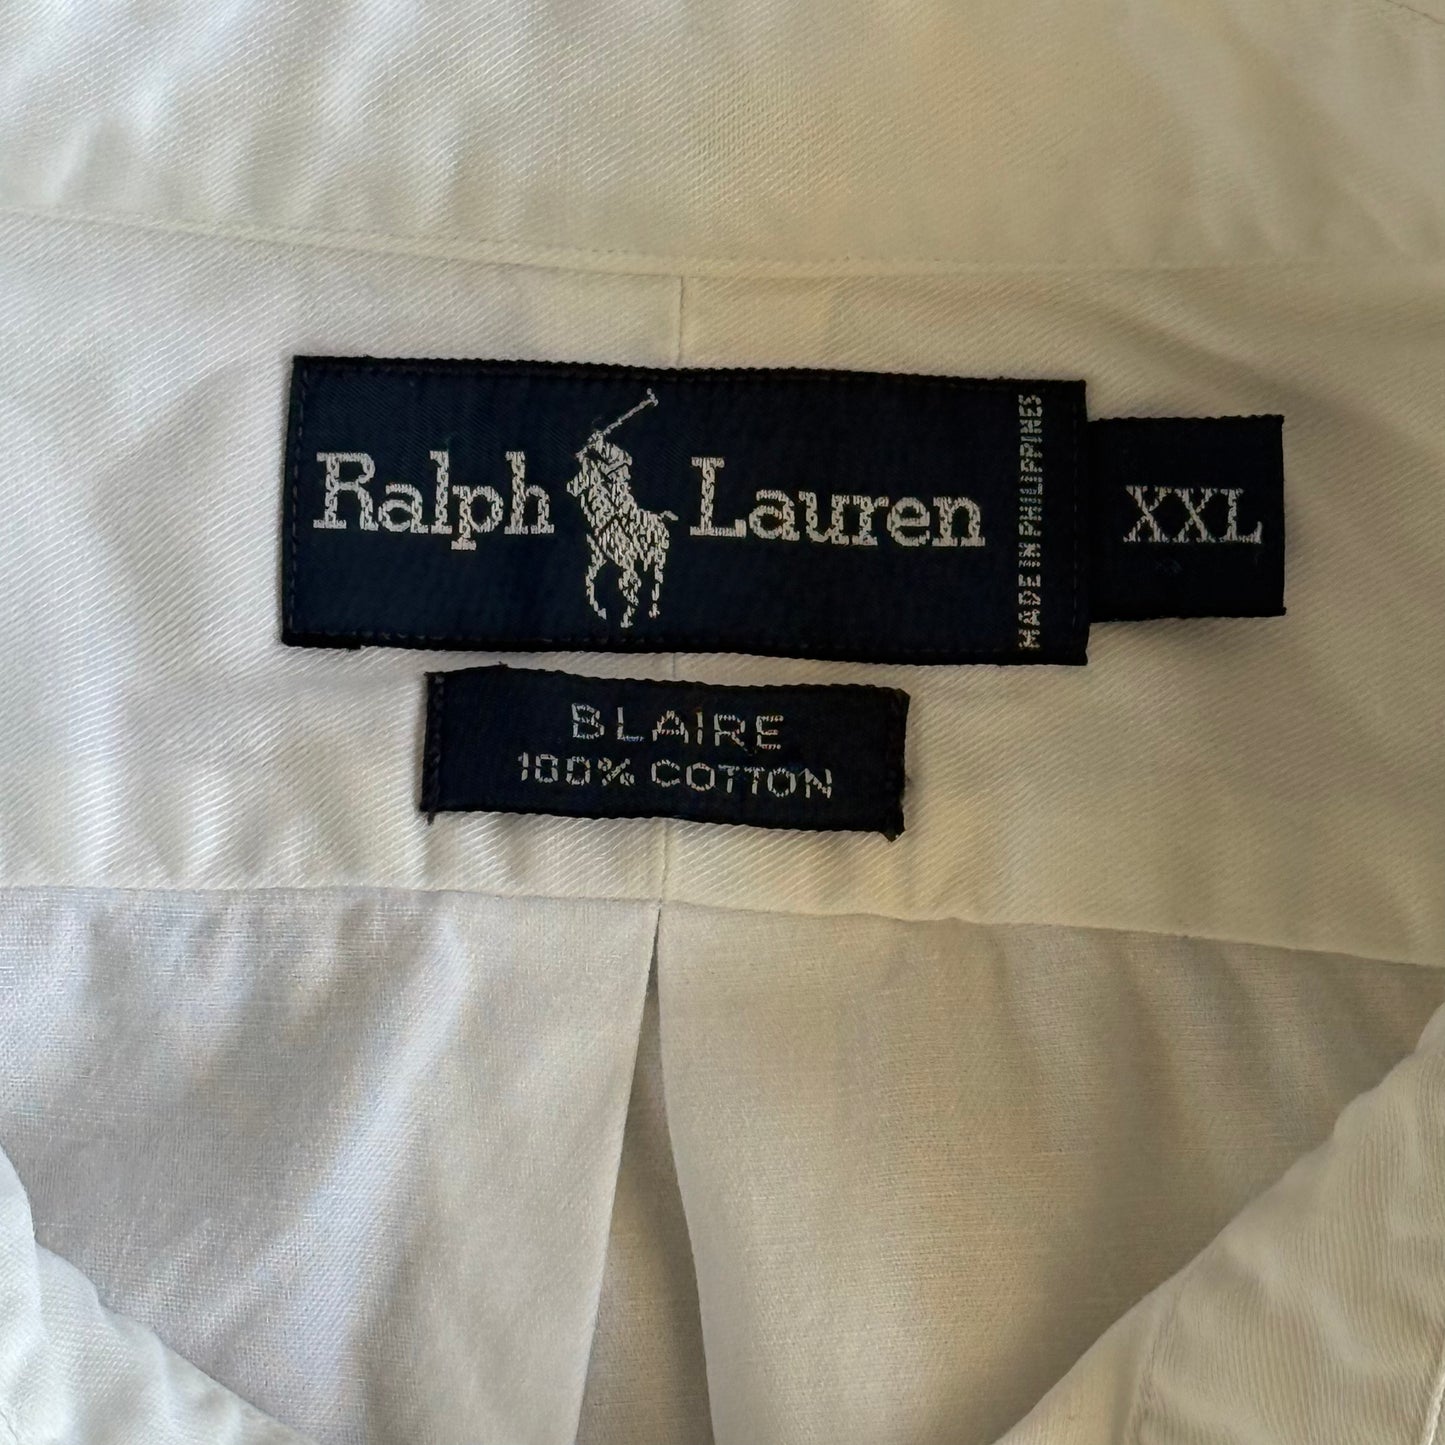 Ralph Lauren
MADE IN PHILIPPINES
XXL
BLAIRE
100% COTTON